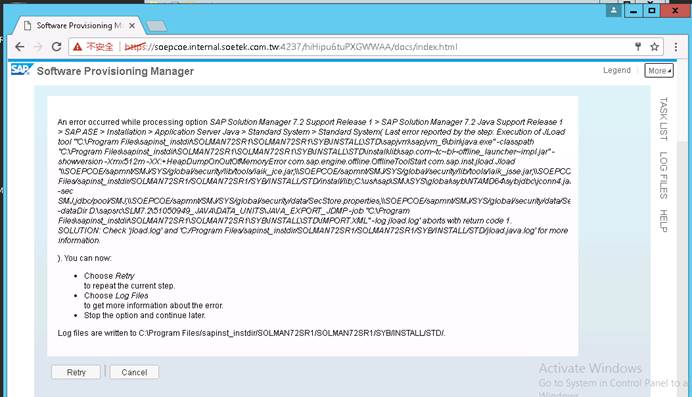 Software Provisioning Ma
不安全
https://soepcoe.internal.soetek.com.tw:4237/hiHipu6tuPXGWWAA/docs/index.html
SAP Software Provisioning Manager
Legend
More
TASK LIST
LOG FILES
HELP
An error occurred while processing option SAP Solution Manager 7.2 Support Release 1 > SAP Solution Manager 7.2 Java Support Release 1
> SAP ASE > Installation > Application Server Java > Standard System > Standard System( Last error reported by the step: Execution of JLoad
tool '"C:\Program Files\sapinst_instdir\SOLMAN72SR1\SOLMAN72SR1\SYB\INSTALL\STD\sapjvm\sapjvm_6\bin\java.exe" -classpath
"C:\Program Files\sapinst_instdir\SOLMAN72SR1\SOLMAN72SR1\SYB\INSTALL\STD\install\lib\sap.com~tc~bl~offline_launcher~impl.jar" -
showversion -Xmx512m -XX:+HeapDumpOnOutOfMemoryError com.sap.engine.offline.OfflineToolStart com.sap.inst.jload.Jload
"\\SOEPCOE/sapmnt/SMJ/SYS/global/security/lib/tools/iaik_jce.jar;\\SOEPCOE/sapmnt/SMJ/SYS/global/security/lib/tools/iaik_jsse.jar;\\SOEPCOE
Files/sapinst_instdir/SOLMAN72SR1/SOLMAN72SR1/SYB/INSTALL/STD/install/lib;C:\usr\sap\SMJ\SYS\global\syb\NTAMD64\sybjdbc\jconn4.ja
-sec
SMJ,jdbc/pool/SMJ,\\SOEPCOE/sapmnt/SMJ/SYS/global/security/data/SecStore.properties,\\SOEPCOE/sapmnt/SMJ/SYS/global/security/data/Se
-dataDir D:\sapsrc\SLM7.2\51050949_JAVA\DATA_UNITS\JAVA_EXPORT_JDMP -job "C:\Program
Files\sapinst_instdir\SOLMAN72SR1\SOLMAN72SR1\SYB\INSTALL\STD\IMPORT.XML" -log jload.log' aborts with return code 1.
SOLUTION: Check 'jload.log' and 'C:/Program Files/sapinst_instdir/SOLMAN72SR1/SOLMAN72SR1/SYB/INSTALL/STD/jload.java.log' for more
information.
). You can now:
• Choose Retry
to repeat the current step.
• Choose Log Files
to get more information about the error.
• Stop the option and continue later.
Log files are written to C:\Program Files/sapinst_instdir/SOLMAN72SR1/SOLMAN72SR1/SYB/INSTALL/STD/.
Retry
Cancel
Activate Windows
Go to System in Control Panel to a
Windows.